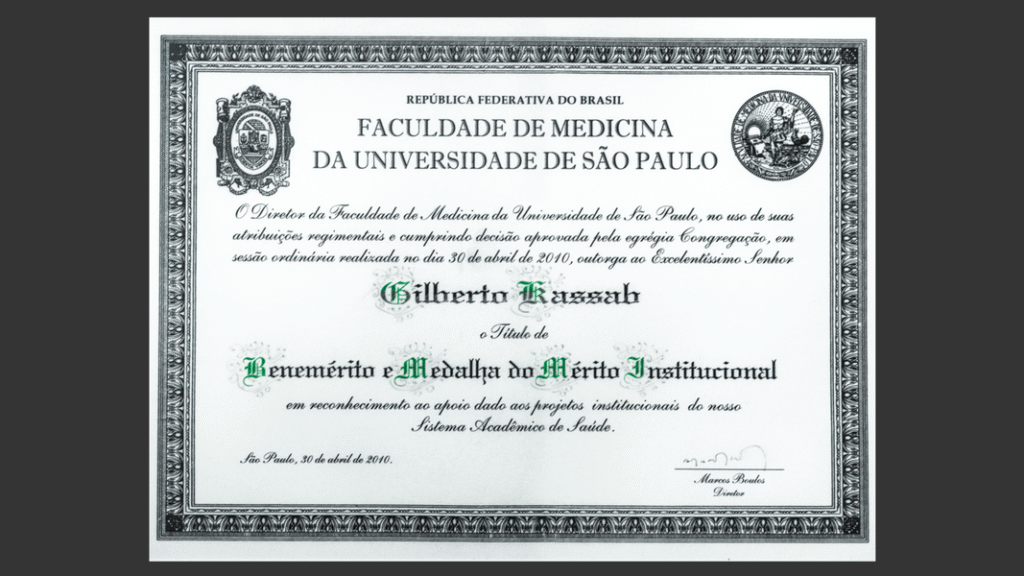 REPÚBLICA FEDERATIVA DO BRASIL
FACULDADE DE MEDICINA
DA UNIVERSIDADE DE SÃO PAULO
O Diretor da Faculdade de Medicina da Universidade de São Paulo, no uso de suas
atribuições regimentais e cumprindo decisão aprovada pela egrégia Congregação, em
sessão ordinária realizada no dia 30 de abril de 2010, outorga ao Excelentíssimo Senhor
Gilberto Kassab
o Título de
Benemérito e Medalha do Mérito Institucional
em reconhecimento ao apoio dado aos projetos institucionais do nosso
Sistema Acadêmico de Saúde.
São Paulo, 30 de abril de 2010.
Marcos Boulos
Diretor